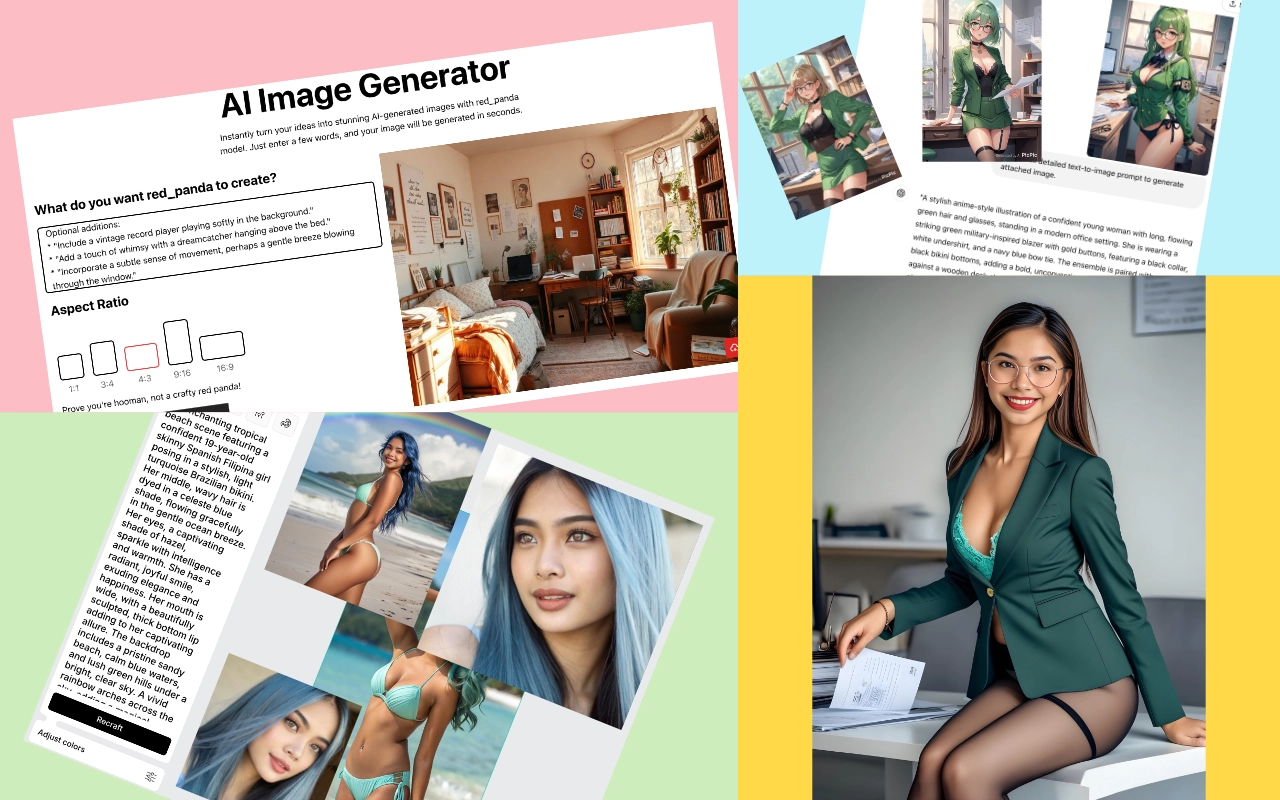 AI Image Generator
Instantly turn your ideas into stunning AI-generated images with red_panda
model. Just enter a few words, and your image will be generated in seconds.
What do you want red_panda to create?
Optional additions:
* "Include a vintage record player playing softly in the background."
* "Add a touch of whimsy with a dreamcatcher hanging above the bed."
* "Incorporate a subtle sense of movement, perhaps a gentle breeze blowing
through the window."
Aspect Ratio
1:1
3:4
4:3
9:16
16:9
Prove you're hooman, not a crafty red panda!
PicPic
PicPic
PicPic
detailed text-to-image prompt to generate
attached image.
"A stylish anime-style illustration of a confident young woman with long, flowing
green hair and glasses, standing in a modern office setting. She is wearing a
striking green military-inspired blazer with gold buttons, featuring a black collar,
white undershirt, and a navy blue bow tie. The ensemble is paired with
black bikini bottoms, adding a bold,
against a wooden
enchanting tropical
beach scene featuring a
confident 19-year-old
skinny Spanish Filipina girl
posing in a stylish, light
turquoise Brazilian bikini.
Her middle, wavy hair is
dyed in a celeste blue
shade, flowing gracefully
in the gentle ocean breeze.
Her eyes, a captivating
shade of hazel,
sparkle with intelligence
and warmth. She has a
radiant, joyful smile,
exuding elegance and
happiness. Her mouth is
wide, with a beautifully
sculpted, thick bottom lip
adding to her captivating
allure. The backdrop
includes a pristine sandy
beach, calm blue waters,
and lush green hills under a
bright, clear sky. A vivid
rainbow arches across the
Recraft
Adjust colors